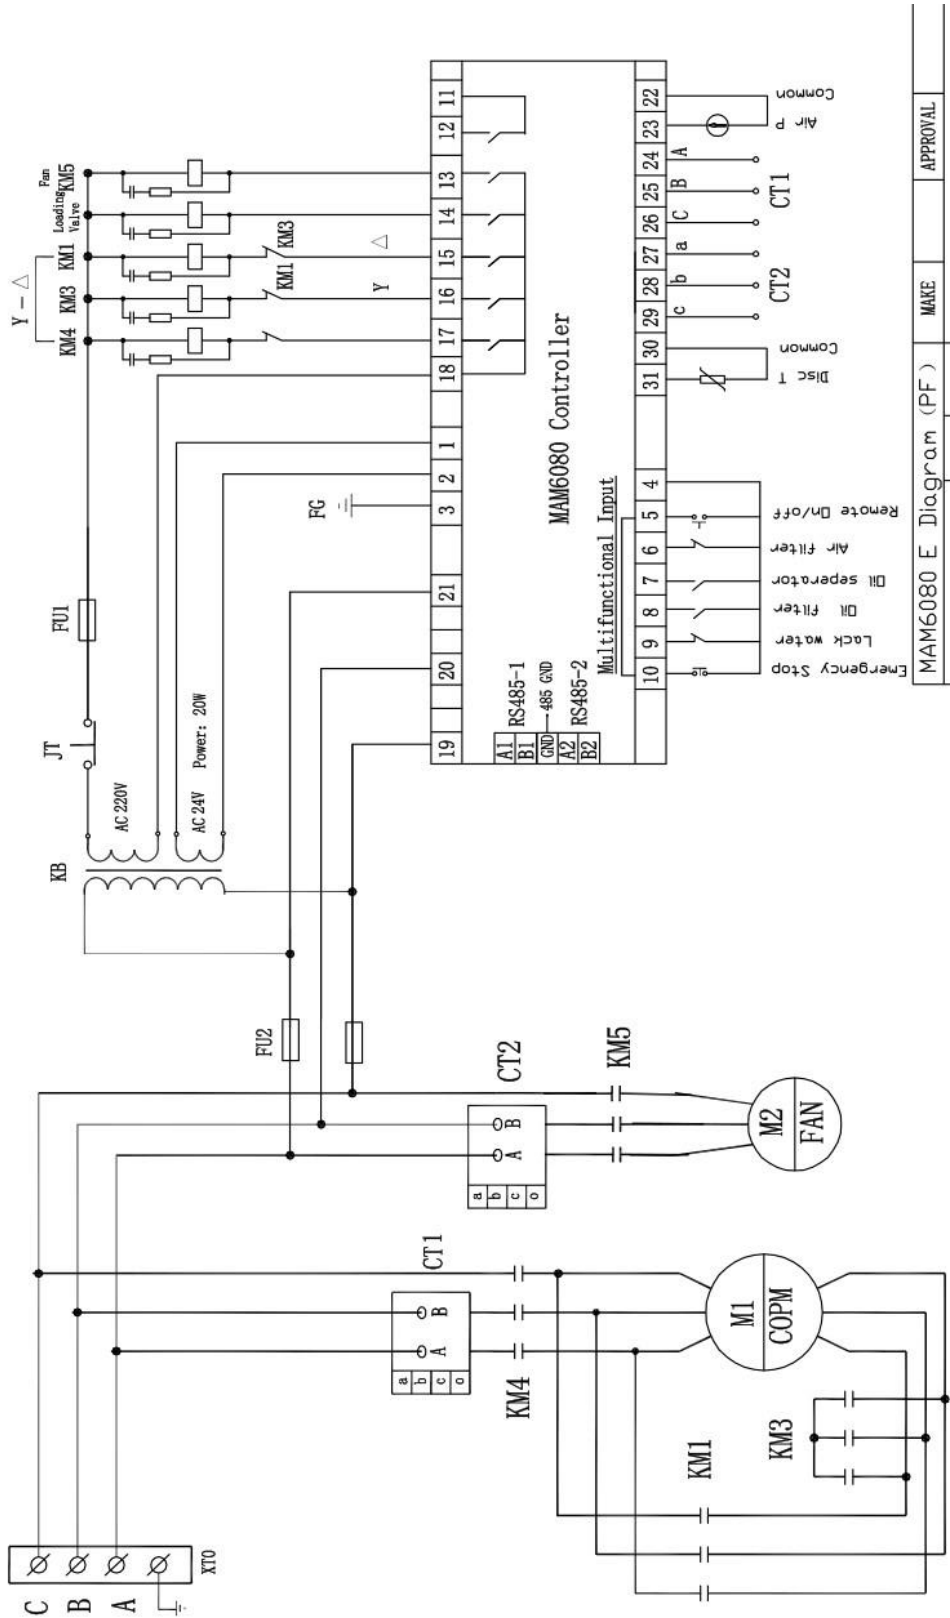 Fan
KM5
Loading
Valve
KM1
KM3
KM4
Y - △
KM3
KM1
△
Y
FU1
JT
KB
AC 220V
AC 24V
Power: 20W
FG
11
12
13
14
15
16
17
18
1
2
3
21
20
19
MAM6080 Controller
Multifunctional Input
RS485-1
485 GND
RS485-2
A1
B1
GND
A2
B2
22
23
24
25
26
27
28
29
30
31
4
5
6
7
8
9
10
Common
Air P
A
B
C
CT1
a
b
c
CT2
Common
Disc T
Remote On/off
Air filter
Oil seperator
Oil filter
Lack water
Emergency Stop
FU2
CT2
KM5
B
A
a
b
c
o
M2
FAN
CT1
B
A
a
b
c
o
KM4
M1
COPM
KM1
KM3
C
B
A
XT0
MAM6080 E Diagram (PF)
MAKE
APPROVAL